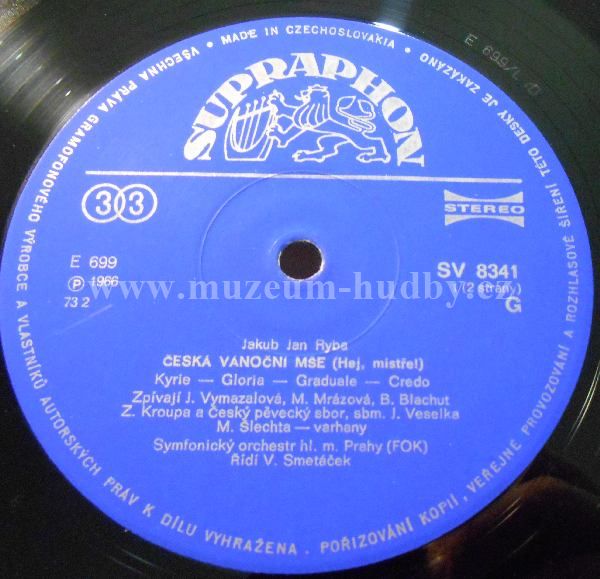 VŠECHNA PRÁVA GRAMOFONOVÉHO VÝROBCE A VLASTNÍKŮ AUTORSKÝCH PRÁV K DÍLU VYHRAŽENA . POŘIZOVÁNÍ KOPIÍ, VEŘEJNÉ PROVOZOVÁNÍ A ROZHLASOVÉ ŠÍŘENÍ TÉTO DESKY JE ZAKÁZÁNO • MADE IN CZECHOSLOVAKIA •
SUPRAPHON
33
STEREO
E 699
SV 8341
Ⓟ 1966
1/(2 strany)
73 2
G
www.muzeum-hudby.cz
Jakub Jan Ryba
ČESKÁ VÁNOČNÍ MŠE (Hej, mistře!)
Kyrie — Gloria — Graduale — Credo
Zpívají J. Vymazalová, M. Mrázová, B. Blachut
Z. Kroupa a Český pěvecký sbor, sbm. J. Veselka
M. Šlechta — varhany
Symfonický orchestr hl. m. Prahy (FOK)
Řídí V. Smetáček